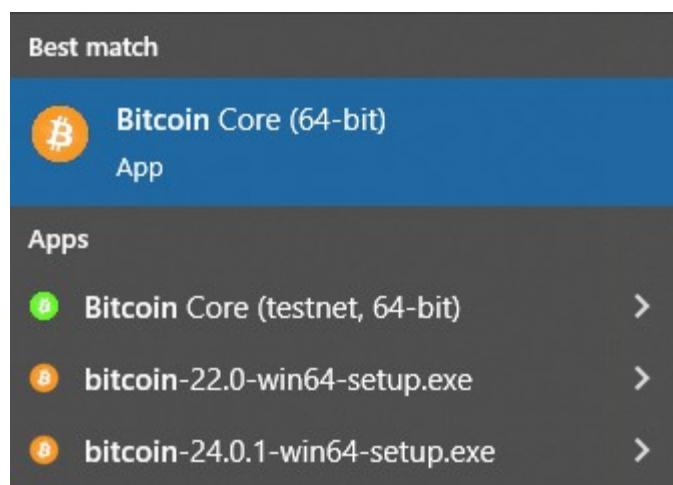 Best match
Bitcoin Core (64-bit)
App
Apps
Bitcoin Core (testnet, 64-bit)
bitcoin-22.0-win64-setup.exe
bitcoin-24.0.1-win64-setup.exe